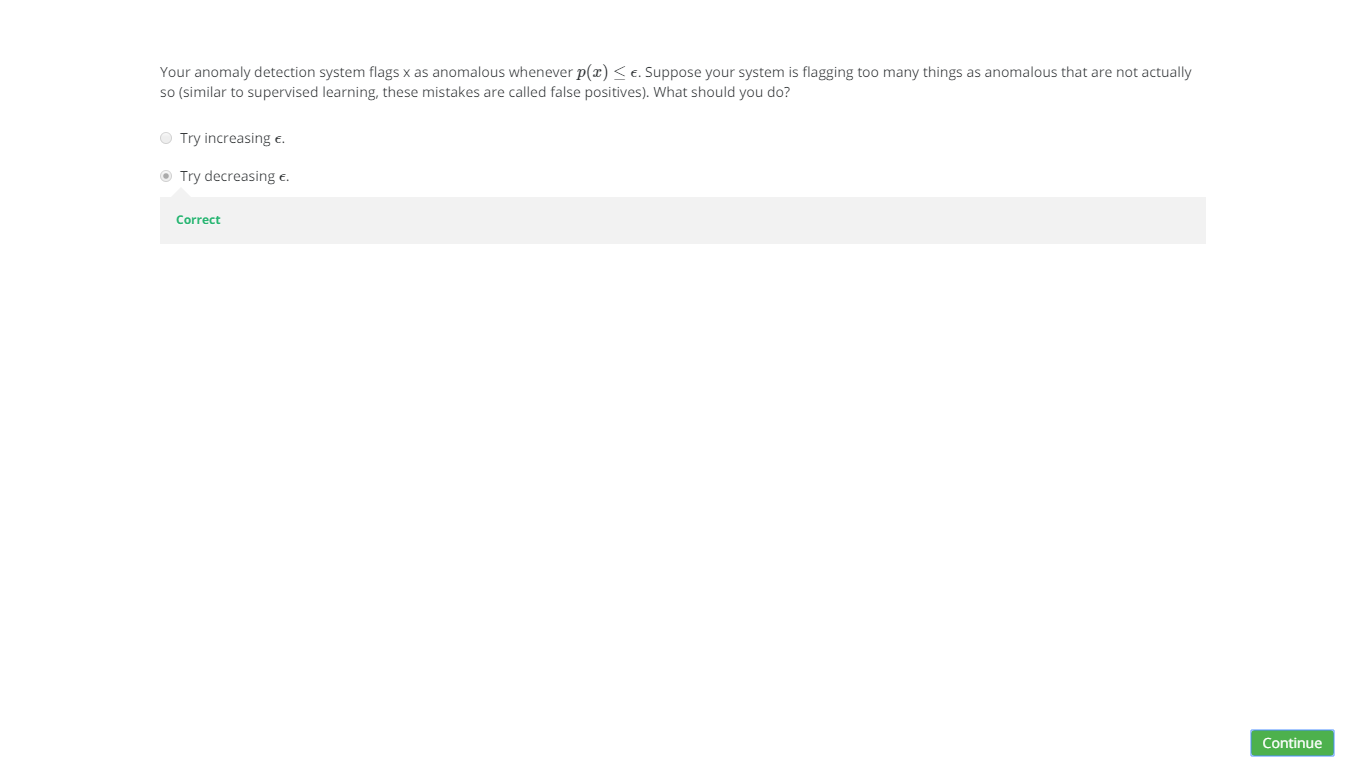 Your anomaly detection system flags x as anomalous whenever p(x) ≤ ϵ. Suppose your system is flagging too many things as anomalous that are not actually
so (similar to supervised learning, these mistakes are called false positives). What should you do?
Try increasing ϵ.
Try decreasing ϵ.
Correct
Continue